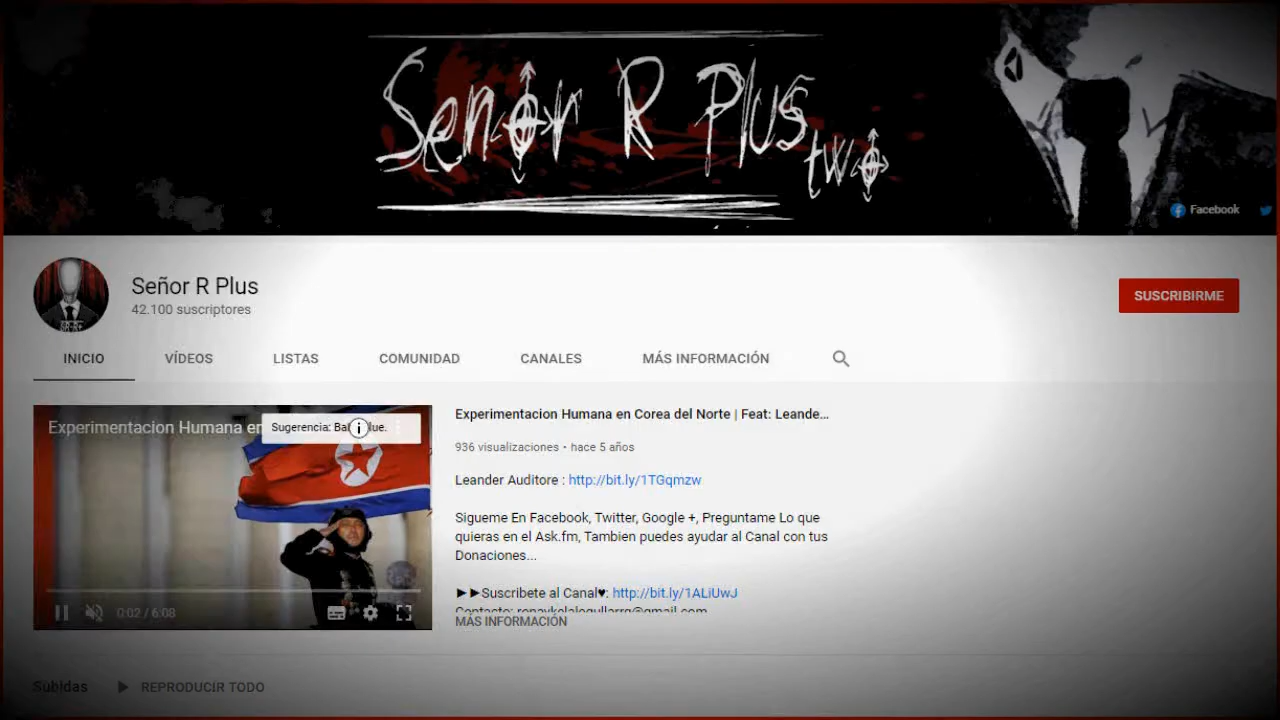 Señor R Plus
two
Facebook
Señor R Plus
42.100 suscriptores
SUSCRIBIRME
INICIO VÍDEOS LISTAS COMUNIDAD CANALES MÁS INFORMACIÓN
Experimentacion Humana en
Sugerencia:
Experimentacion Humana en Corea del Norte | Feat: Leande...
936 visualizaciones • hace 5 años
Leander Auditore : http://bit.ly/1TGqmzw
Sigueme En Facebook, Twitter, Google +, Preguntame Lo que
quieras en el Ask.fm, Tambien puedes ayudar al Canal con tus
Donaciones...
►►Suscribete al Canal♥: http://bit.ly/1ALiUwJ
Contacto:
MÁS INFORMACIÓN
0:02 / 6:08
Subidas REPRODUCIR TODO